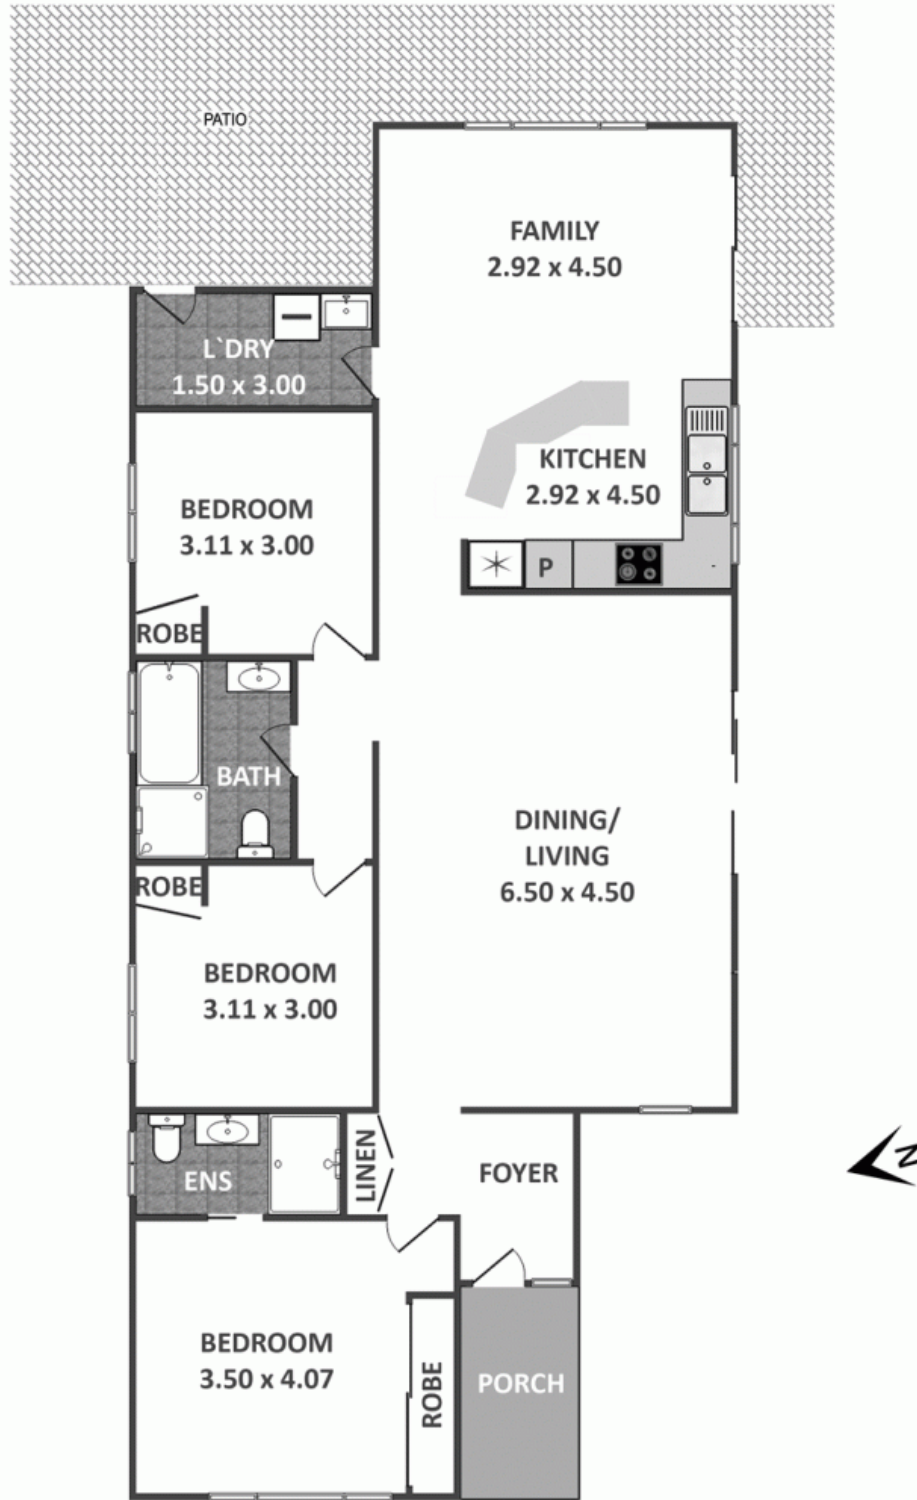 PATIO
FAMILY
2.92 x 4.50
L`DRY
1.50 x 3.00
KITCHEN
2.92 x 4.50
BEDROOM
3.11 x 3.00
P
ROBE
BATH
DINING/
LIVING
6.50 x 4.50
ROBE
BEDROOM
3.11 x 3.00
LINEN
ENS
FOYER
N
BEDROOM
3.50 x 4.07
ROBE
PORCH